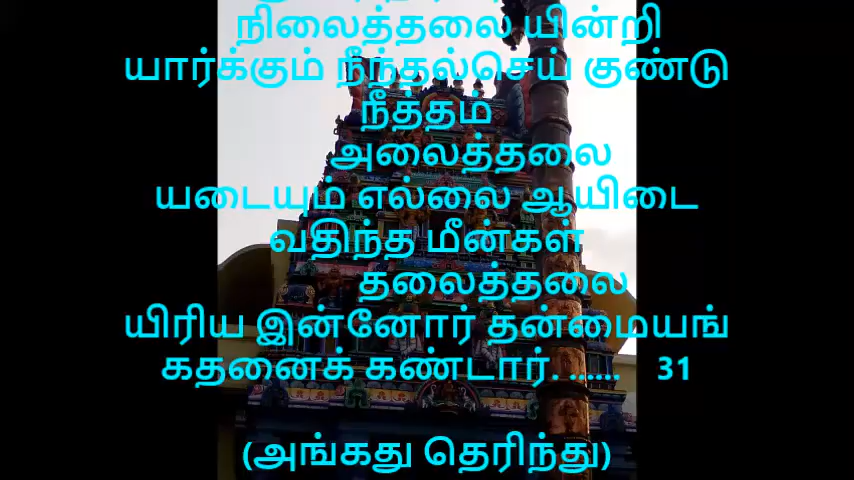 நிலைத்தலை யின்றி
யார்க்கும் நீந்தல்செய் குண்டு
நீத்தம்
அலைத்தலை
யடையும் எல்லை ஆயிடை
வதிந்த மீன்கள்
தலைத்தலை
யிரிய இன்னோர் தன்மையங்
கதனைக் கண்டார். ...... 31
(அங்கது தெரிந்து)